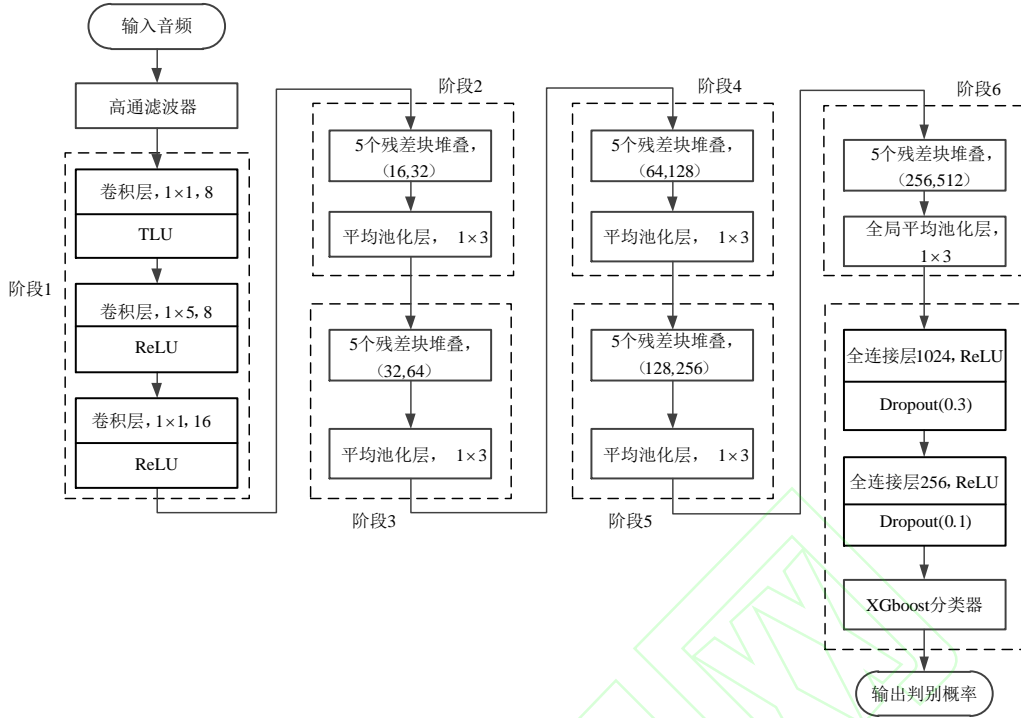 输入音频
高通滤波器
阶段1
卷积层,1×1,8
TLU
卷积层,1×5,8
ReLU
卷积层,1×1,16
ReLU
阶段2
5个残差块堆叠,
(16,32)
平均池化层, 1×3
5个残差块堆叠,
(32,64)
平均池化层, 1×3
阶段3
阶段4
5个残差块堆叠,
(64,128)
平均池化层, 1×3
5个残差块堆叠,
(128,256)
平均池化层, 1×3
阶段5
阶段6
5个残差块堆叠,
(256,512)
全局平均池化层,
1×3
全连接层1024,ReLU
Dropout(0.3)
全连接层256,ReLU
Dropout(0.1)
XGboost分类器
输出判别概率